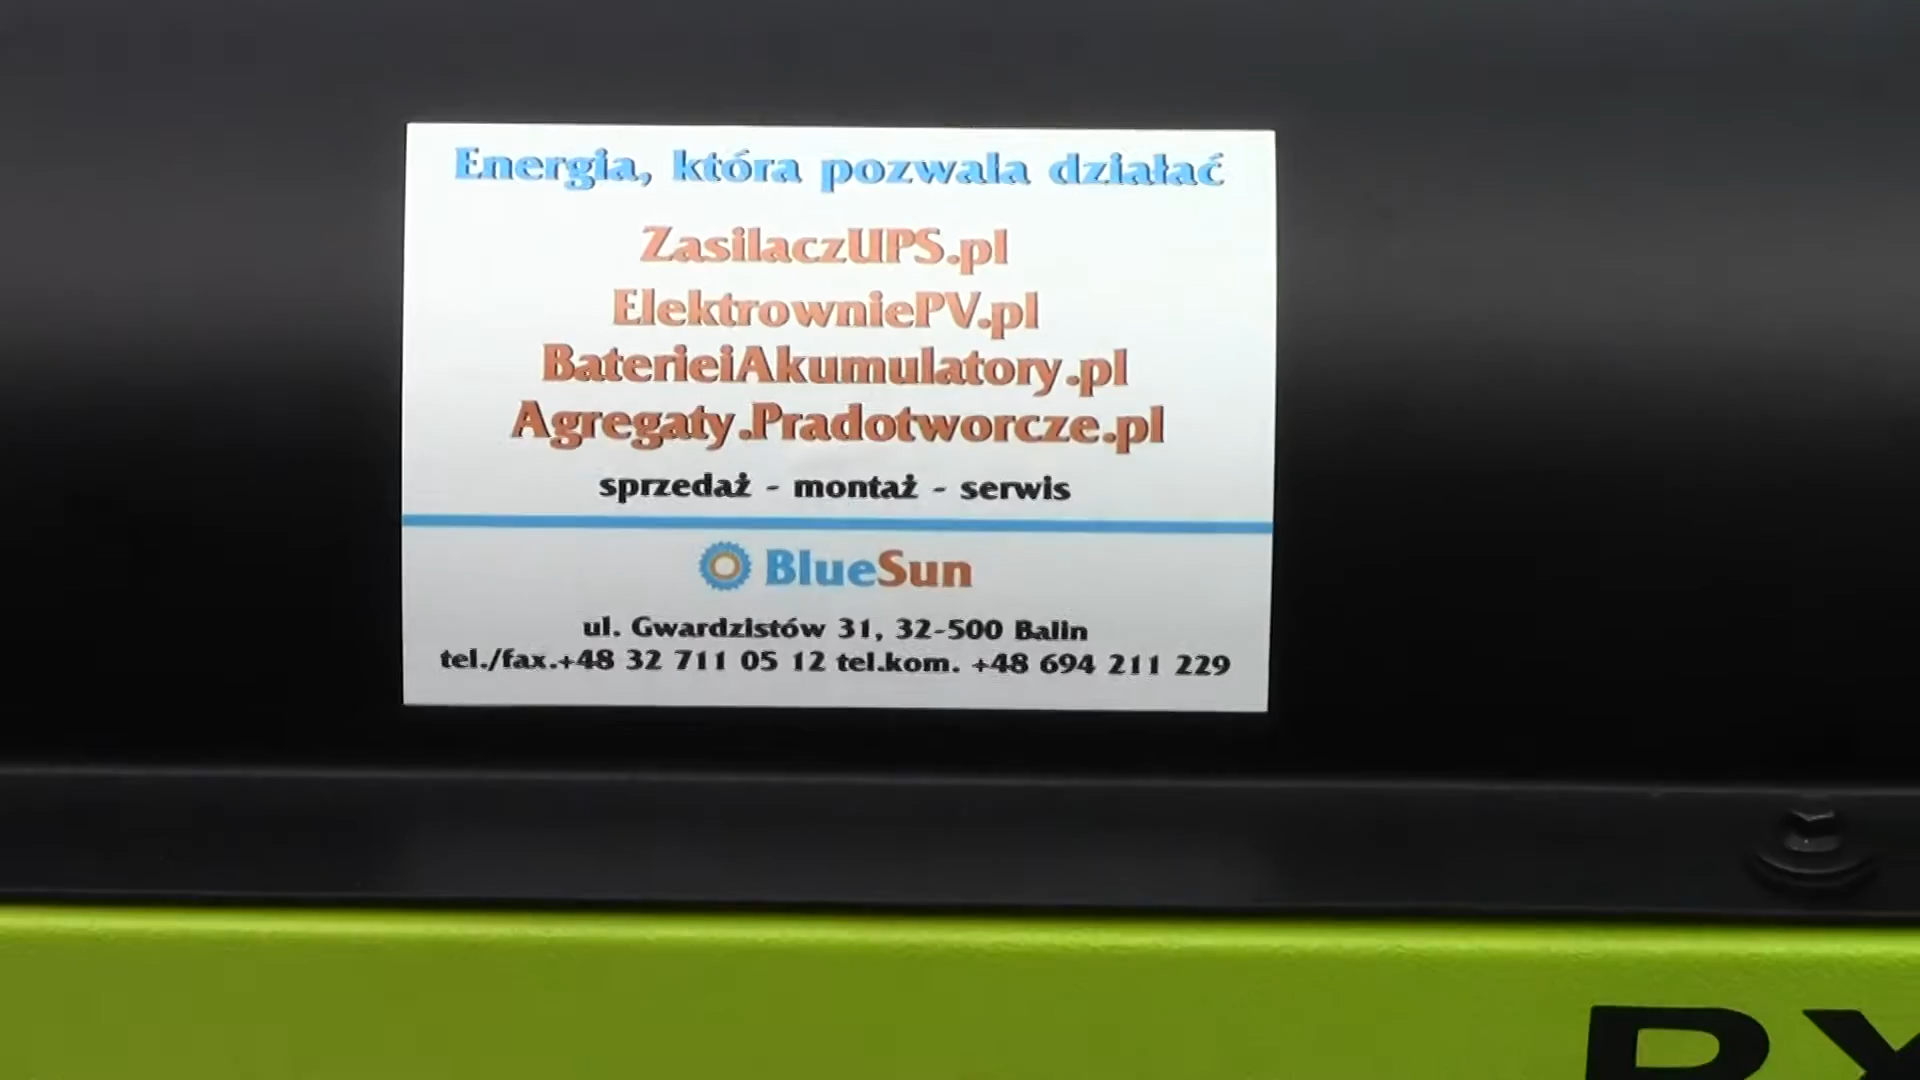 Energia, która pozwala działać
ZasilaczUPS.pl
ElektrowniePV.pl
BaterieiAkumulatory.pl
Agregaty.Pradotworcze.pl
sprzedaż - montaż - serwis
BlueSun
ul. Gwardzistów 31, 32-500 Balin
tel./fax.+48 32 711 05 12 tel.kom. +48 694 211 229